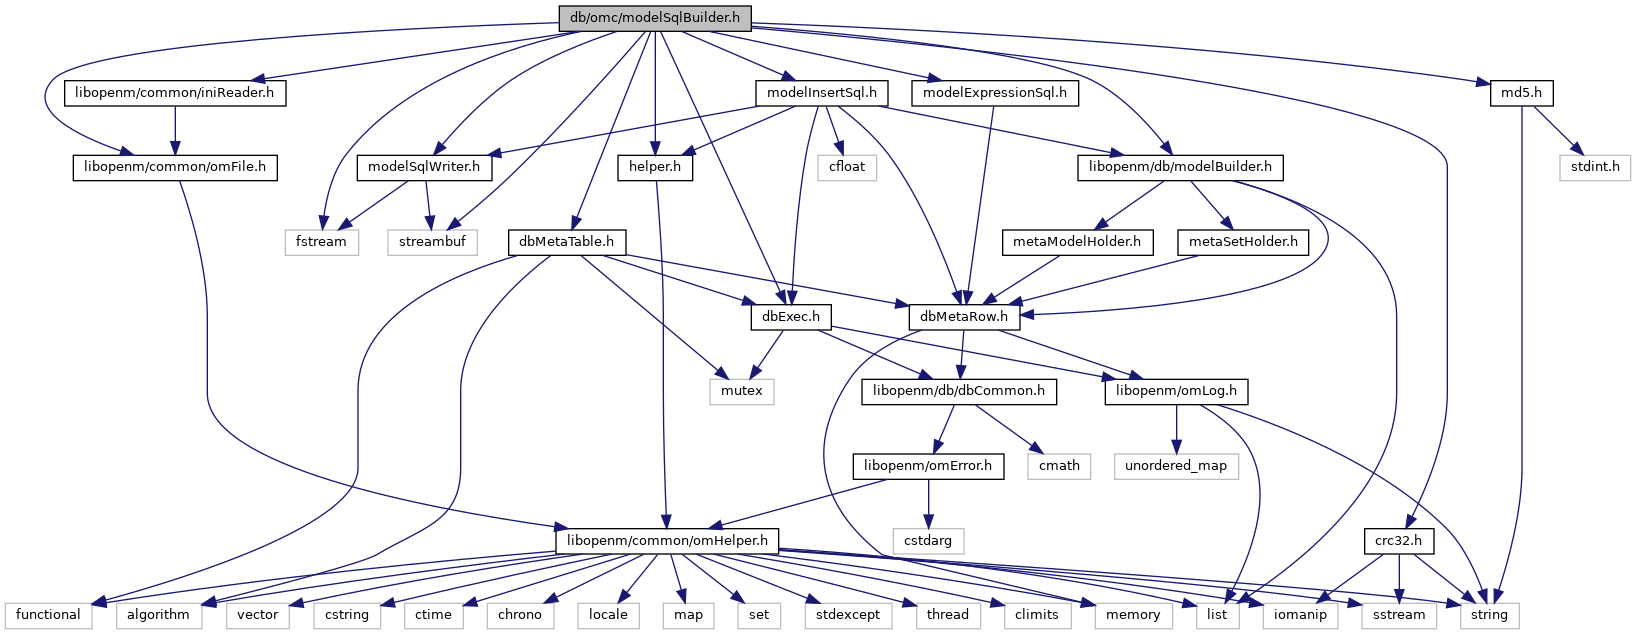 db/omc/modelSqlBuilder.h
libopenm/common/iniReader.h
modelInsertSql.h
modelExpressionSql.h
md5.h
libopenm/common/omFile.h
modelSqlWriter.h
helper.h
cfloat
libopenm/db/modelBuilder.h
stdint.h
fstream
streambuf
dbMetaTable.h
metaModelHolder.h
metaSetHolder.h
dbExec.h
dbMetaRow.h
mutex
libopenm/db/dbCommon.h
libopenm/omLog.h
libopenm/omError.h
cmath
unordered_map
libopenm/common/omHelper.h
cstdarg
crc32.h
functional
algorithm
vector
cstring
ctime
chrono
locale
map
set
stdexcept
thread
climits
memory
list
iomanip
sstream
string